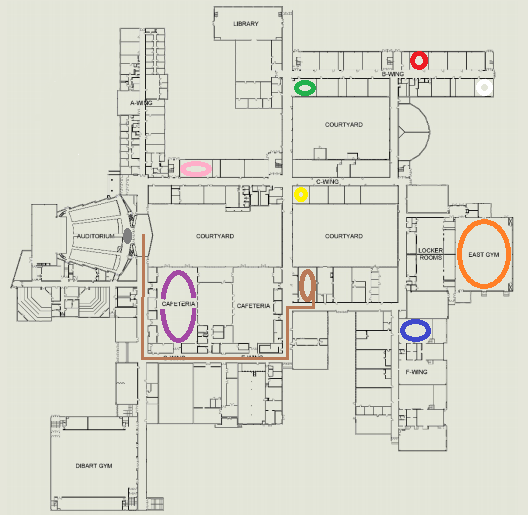 LIBRARY
B-WING
A-WING
COURTYARD
C-WING
AUDITORIUM
COURTYARD
COURTYARD
LOCKER
ROOMS
EAST GYM
CAFETERIA
CAFETERIA
F-WING
DIBART GYM